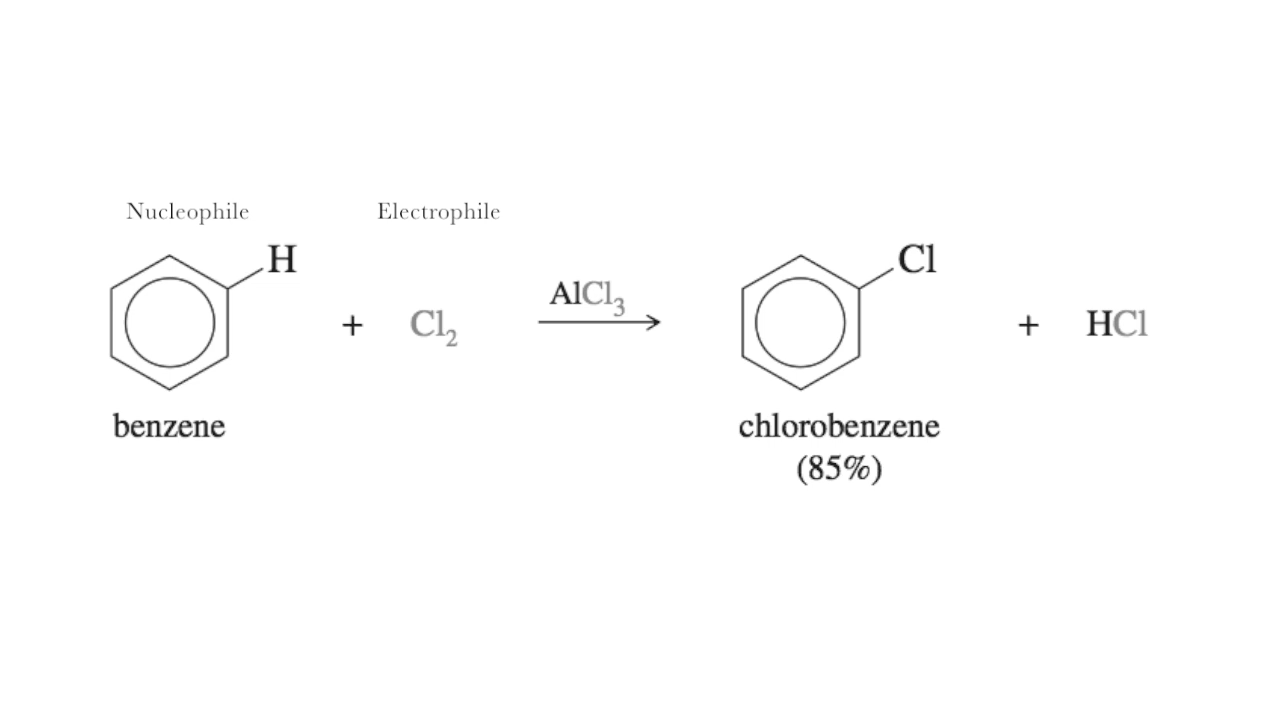 Nucleophile Electrophile
H
+ Cl₂
AlCl₃
Cl
+ HCl
benzene
chlorobenzene
(85%)